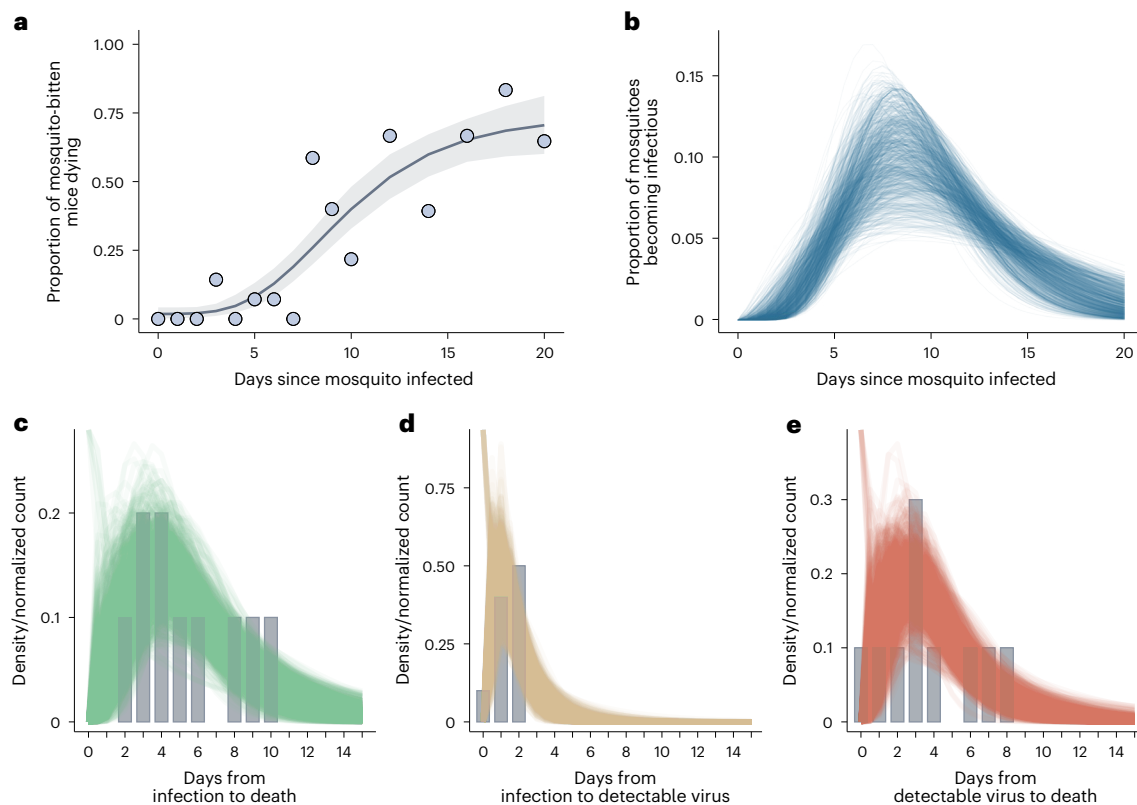 a
Proportion of mosquito-bitten
mice dying
1.00
0.75
0.50
0.25
0
0 5 10 15 20
Days since mosquito infected
b
Proportion of mosquitoes
becoming infectious
0.15
0.10
0.05
0
0 5 10 15 20
Days since mosquito infected
c
Density/normalized count
0.2
0.1
0
0 2 4 6 8 10 14
Days from
infection to death
d
Density/normalized count
0.75
0.50
0.25
0
0 2 4 6 8 10 14
Days from
infection to detectable virus
e
Density/normalized count
0.3
0.2
0.1
0
0 2 4 6 8 10 12 14
Days from
detectable virus to death